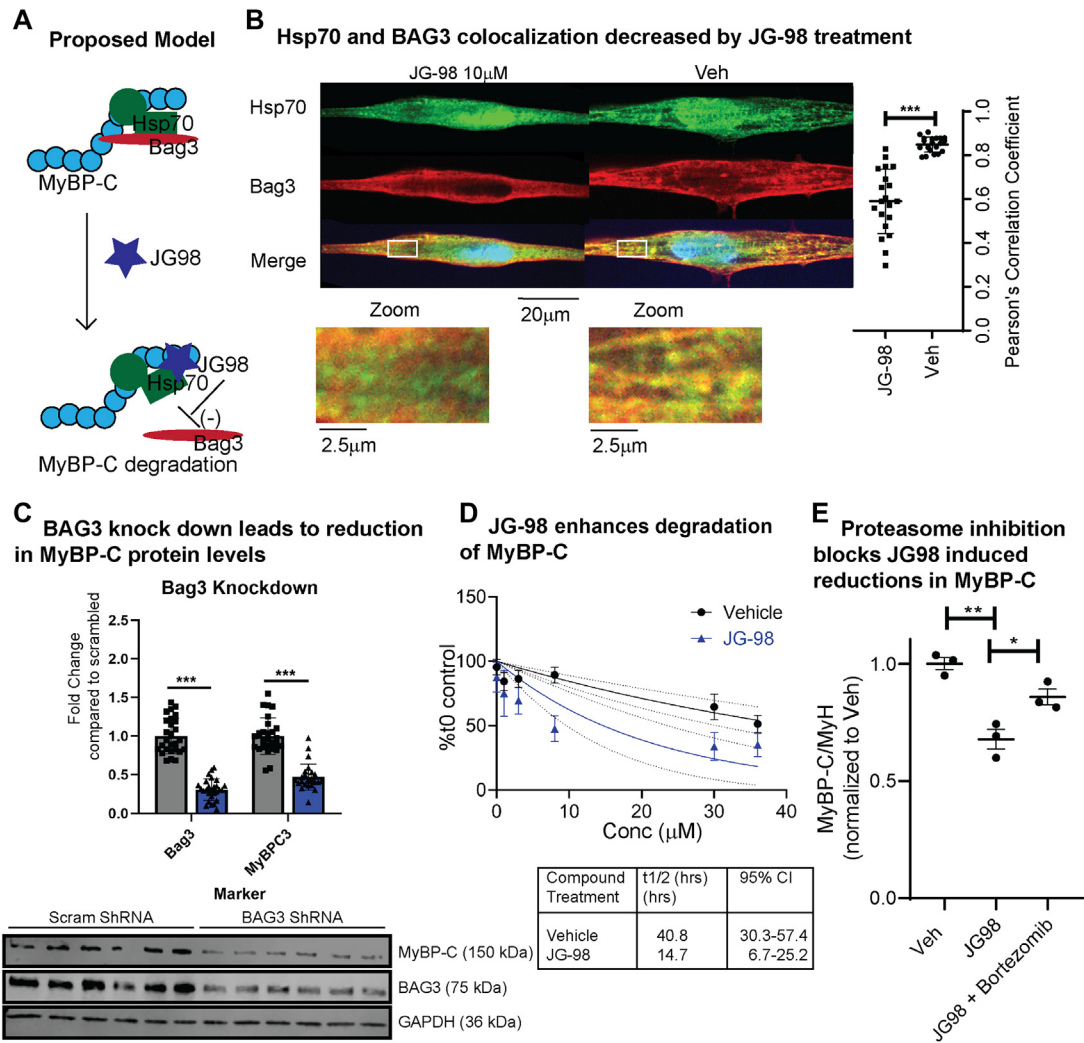 A
Proposed Model
Hsp70
Bag3
MyBP-C
JG98
JG98
Hsp70
(-)
Bag3
MyBP-C degradation
B
Hsp70 and BAG3 colocalization decreased by JG-98 treatment
JG-98 10μM
Veh
Hsp70
Bag3
Merge
20μm
Zoom
Zoom
2.5μm
2.5μm
***
1.0
0.8
0.6
0.4
0.2
0.0
Pearson's Correlation Coefficient
JG-98
Veh
C
BAG3 knock down leads to reduction
in MyBP-C protein levels
Bag3 Knockdown
Fold Change
compared to scrambled
2.5
2.0
1.5
1.0
0.5
0.0
***
***
Bag3
MyBPC3
Marker
Scram ShRNA
BAG3 ShRNA
MyBP-C (150 kDa)
BAG3 (75 kDa)
GAPDH (36 kDa)
D
JG-98 enhances degradation
of MyBP-C
%t0 control
150
100
50
0
Vehicle
JG-98
0
10
20
30
40
Conc (μM)
Compound Treatment
t1/2 (hrs) (hrs)
95% CI
Vehicle 40.8 30.3-57.4
JG-98 14.7 6.7-25.2
E
Proteasome inhibition
blocks JG98 induced
reductions in MyBP-C
**
*
MyBP-C/MyH
(normalized to Veh)
1.0
0.5
0.0
Veh
JG98
JG98 + Bortezomib